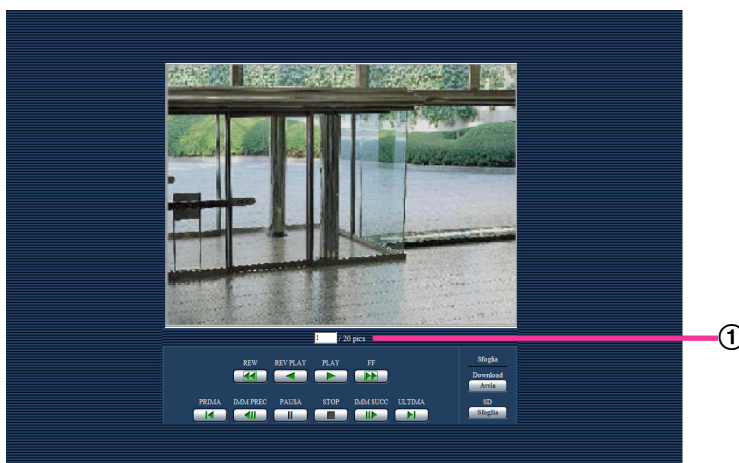 1 / 20 pics
①
REW REV PLAY PLAY FF
PRIMA IMM PREC PAUSA STOP IMM SUCC ULTIMA
Sfoglia
Download
Avvia
SD
Sfoglia